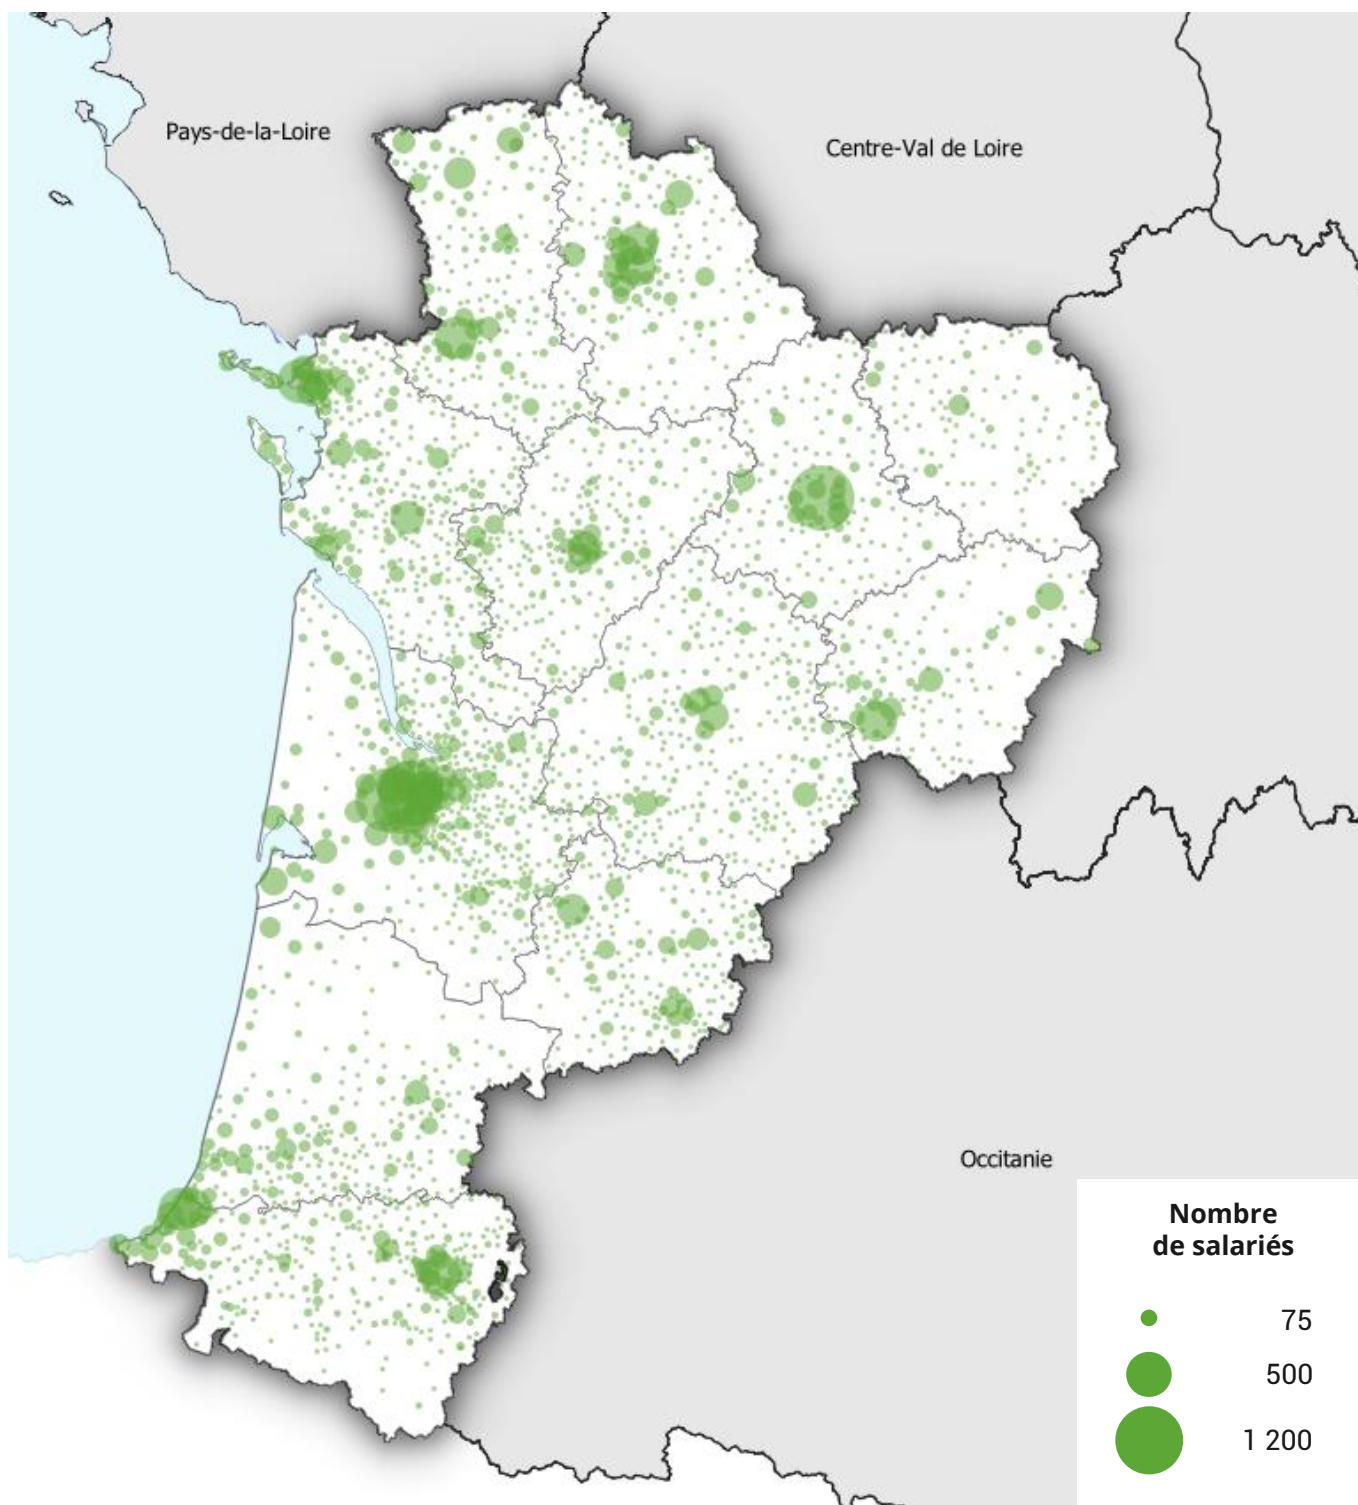 Pays-de-la-Loire
Centre-Val de Loire
Occitanie
Nombre
de salariés
75
500
1 200